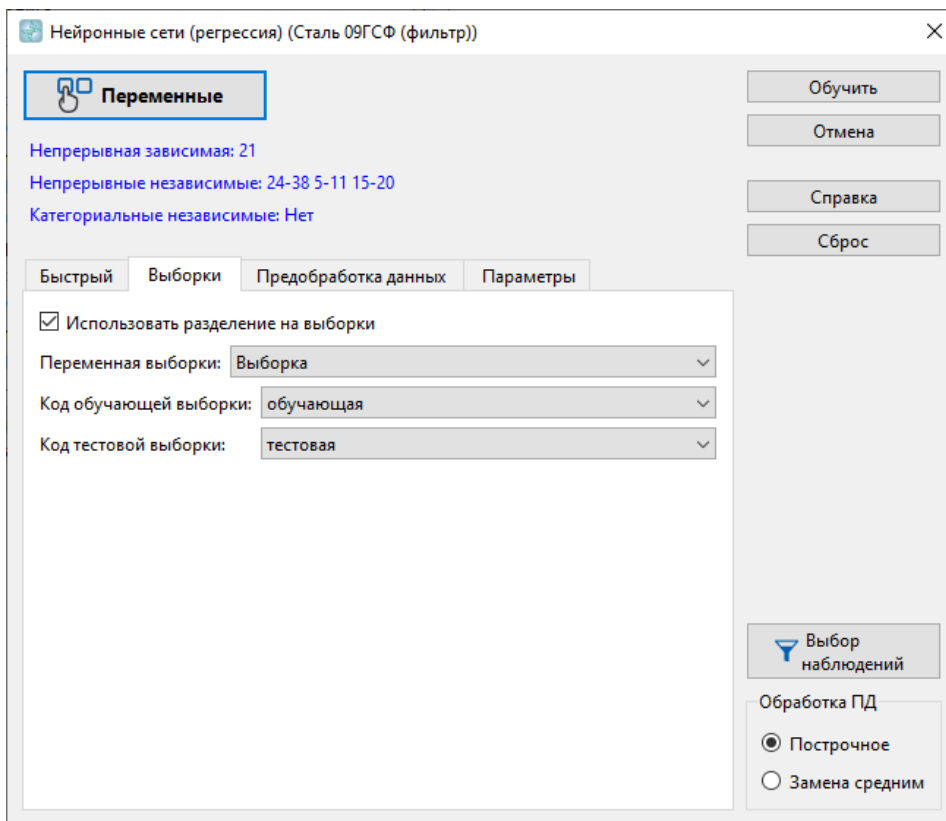 Нейронные сети (регрессия) (Сталь 09ГСФ (фильтр))
Переменные
Непрерывная зависимая: 21
Непрерывные независимые: 24-38 5-11 15-20
Категориальные независимые: Нет
Обучить
Отмена
Справка
Сброс
Быстрый Выборки Предобработка данных Параметры
Использовать разделение на выборки
Переменная выборки: Выборка
Код обучающей выборки: обучающая
Код тестовой выборки: тестовая
Выбор
наблюдений
Обработка ПД
Построчное
Замена средним